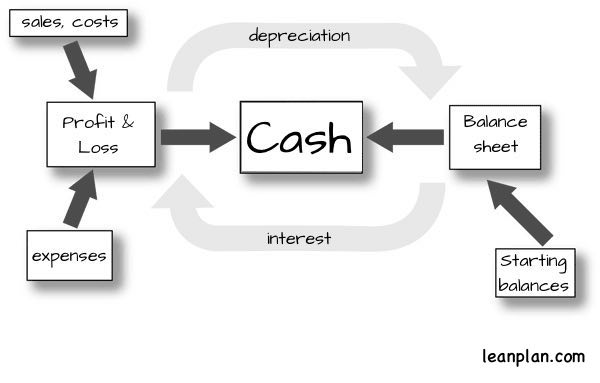 sales, costs
depreciation
Profit &
Loss
Cash
Balance
sheet
expenses
interest
Starting
balances
leanplan.com